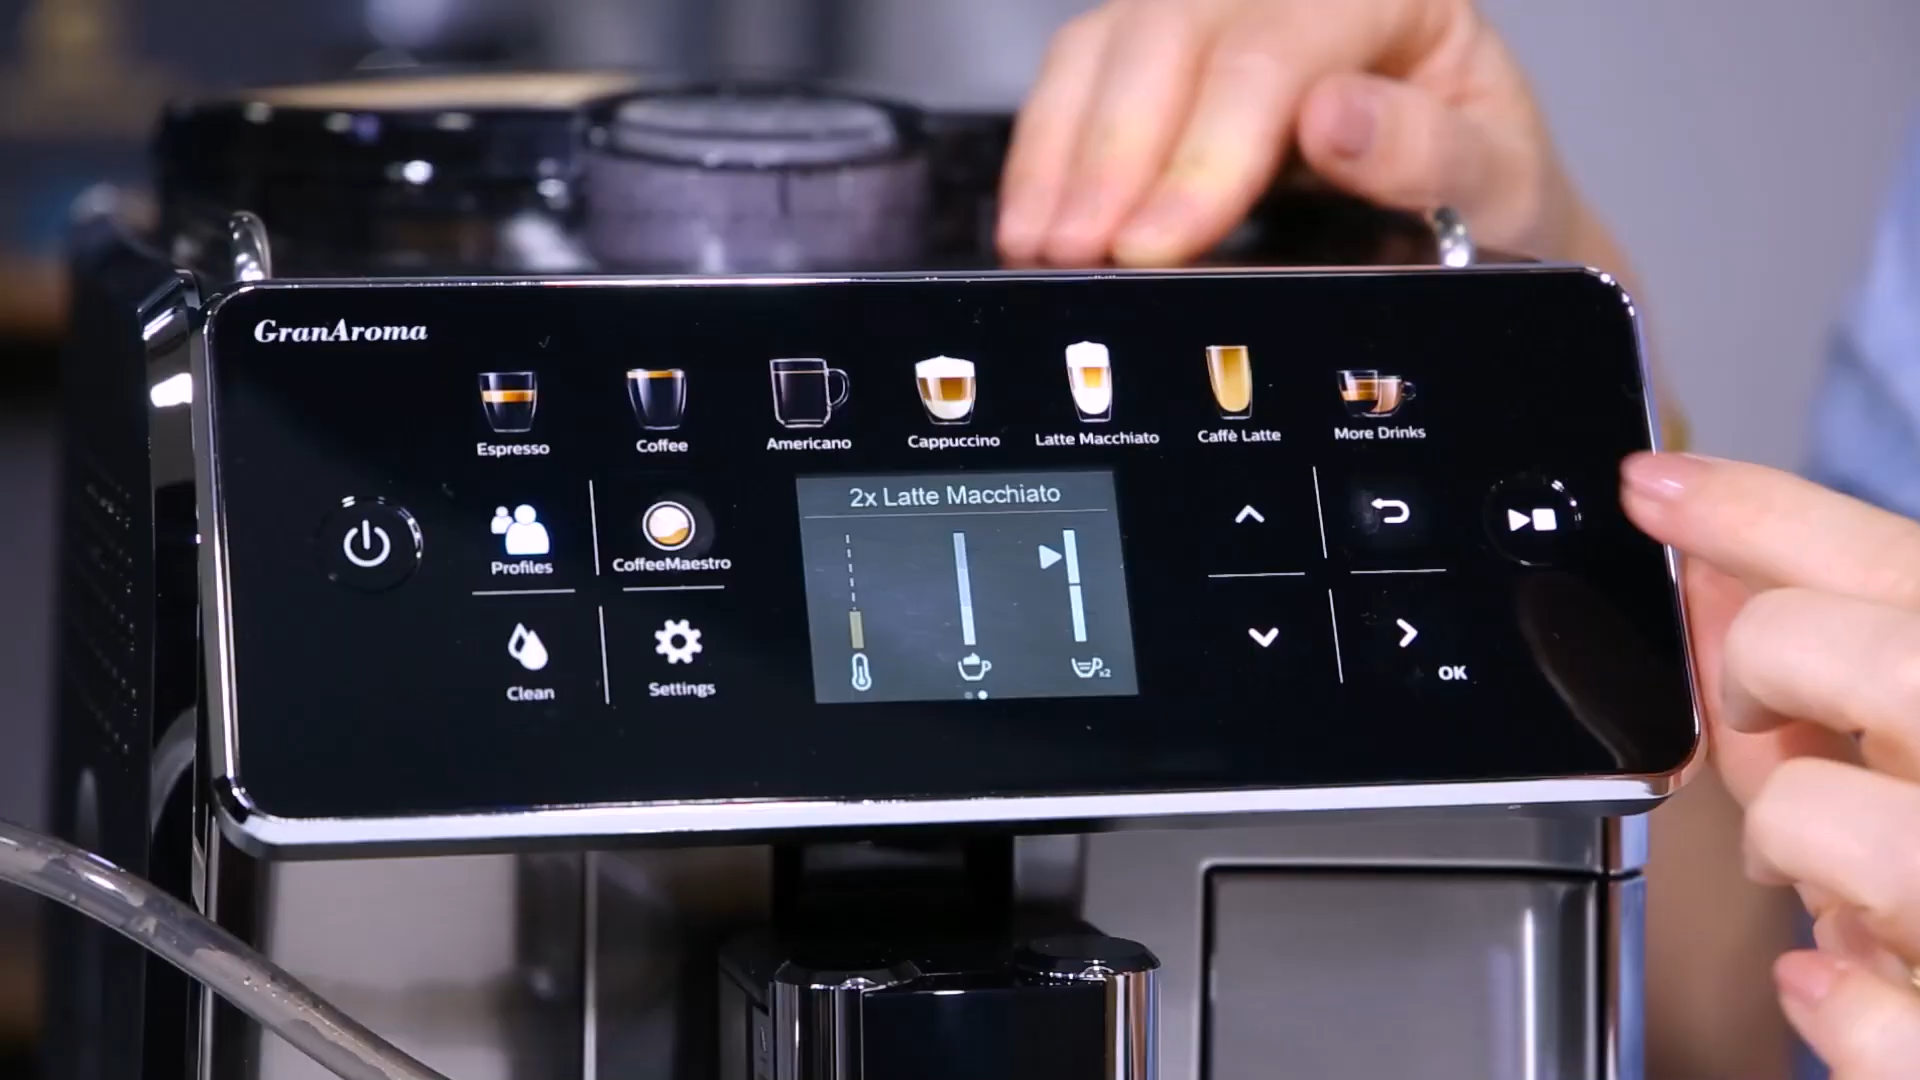 GranAroma
Espresso
Coffee
Americano
Cappuccino
Latte Macchiato
Caffè Latte
More Drinks
Profiles
CoffeeMaestro
2x Latte Macchiato
x2
Clean
Settings
OK